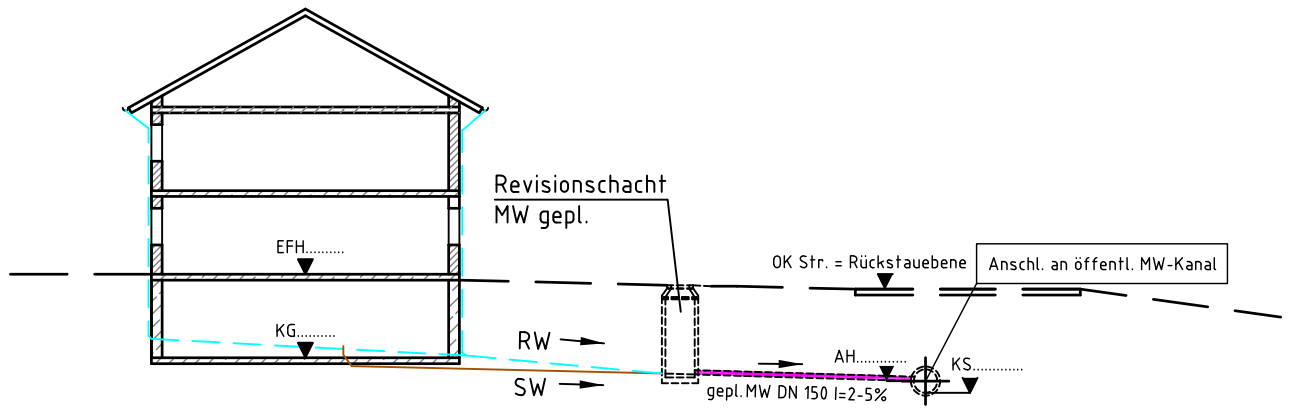 Revisionschacht
MW gepl.
EFH..........
OK Str. = Rückstauebene
Anschl. an öffentl. MW-Kanal
KG..........
RW
SW
AH.............
KS.............
gepl.MW DN 150 I=2-5%